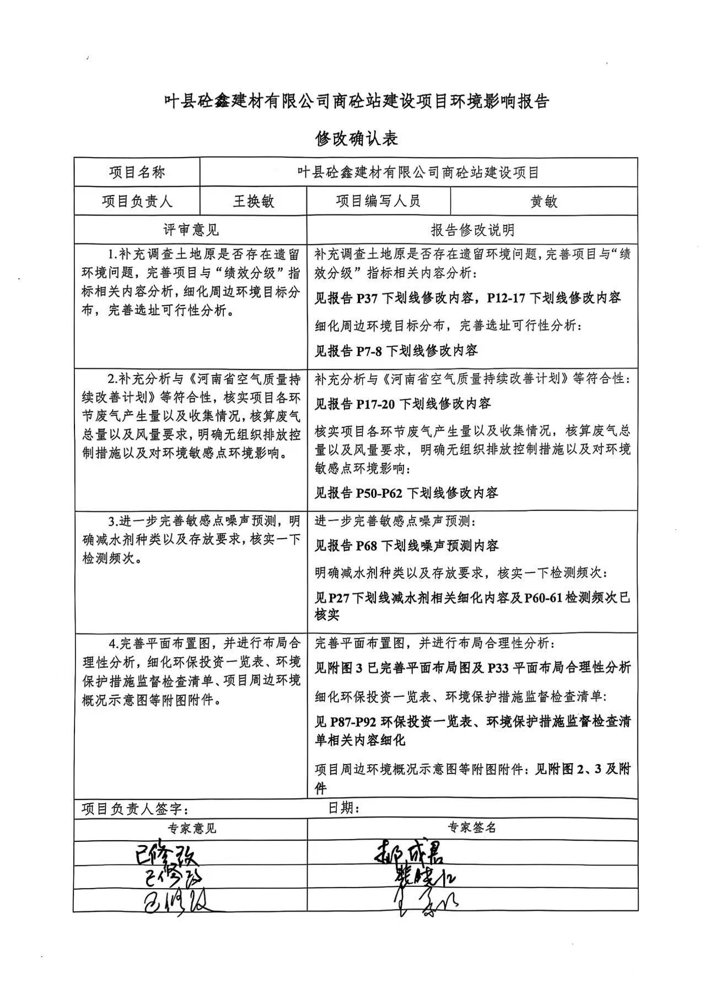 叶县砼鑫建材有限公司商砼站建设项目环境影响报告
修改确认表
项目名称 叶县砼鑫建材有限公司商砼站建设项目
项目负责人 王换敏 项目编写人员 黄敏
评审意见 报告修改说明
1.补充调查土地原是否存在遗留
环境问题，完善项目与“绩效分级”指
标相关内容分析，细化周边环境目标分
布，完善选址可行性分析。
补充调查土地原是否存在遗留环境问题，完善项目与“绩
效分级”指标相关内容分析：
见报告 P37 下划线修改内容，P12-17 下划线修改内容
细化周边环境目标分布，完善选址可行性分析：
见报告 P7-8 下划线修改内容
2.补充分析与《河南省空气质量持
续改善计划》等符合性，核实项目各环
节废气产生量以及收集情况，核算废气
总量以及风量要求，明确无组织排放控
制措施以及对环境敏感点环境影响。
补充分析与《河南省空气质量持续改善计划》等符合性：
见报告 P17-20 下划线修改内容
核实项目各环节废气产生量以及收集情况，核算废气总
量以及风量要求，明确无组织排放控制措施以及对环境
敏感点环境影响：
见报告 P50-P62 下划线修改内容
3.进一步完善敏感点噪声预测，明
确减水剂种类以及存放要求，核实一下
检测频次。
进一步完善敏感点噪声预测：
见报告 P68 下划线噪声预测内容
明确减水剂种类以及存放要求，核实一下检测频次：
见 P27 下划线减水剂相关细化内容及 P60-61 检测频次已
核实
4.完善平面布置图，并进行布局合
理性分析，细化环保投资一览表、环境
保护措施监督检查清单、项目周边环境
概况示意图等附图附件。
完善平面布置图，并进行布局合理性分析：
见附图 3 已完善平面布局图及 P33 平面布局合理性分析
细化环保投资一览表、环境保护措施监督检查清单：
见 P87-P92 环保投资一览表、环境保护措施监督检查清
单相关内容细化
项目周边环境概况示意图等附图附件：见附图 2、3 及附
件
项目负责人签字： 日期：
专家意见 专家签名
已修改 郝成君
已修改
已修改